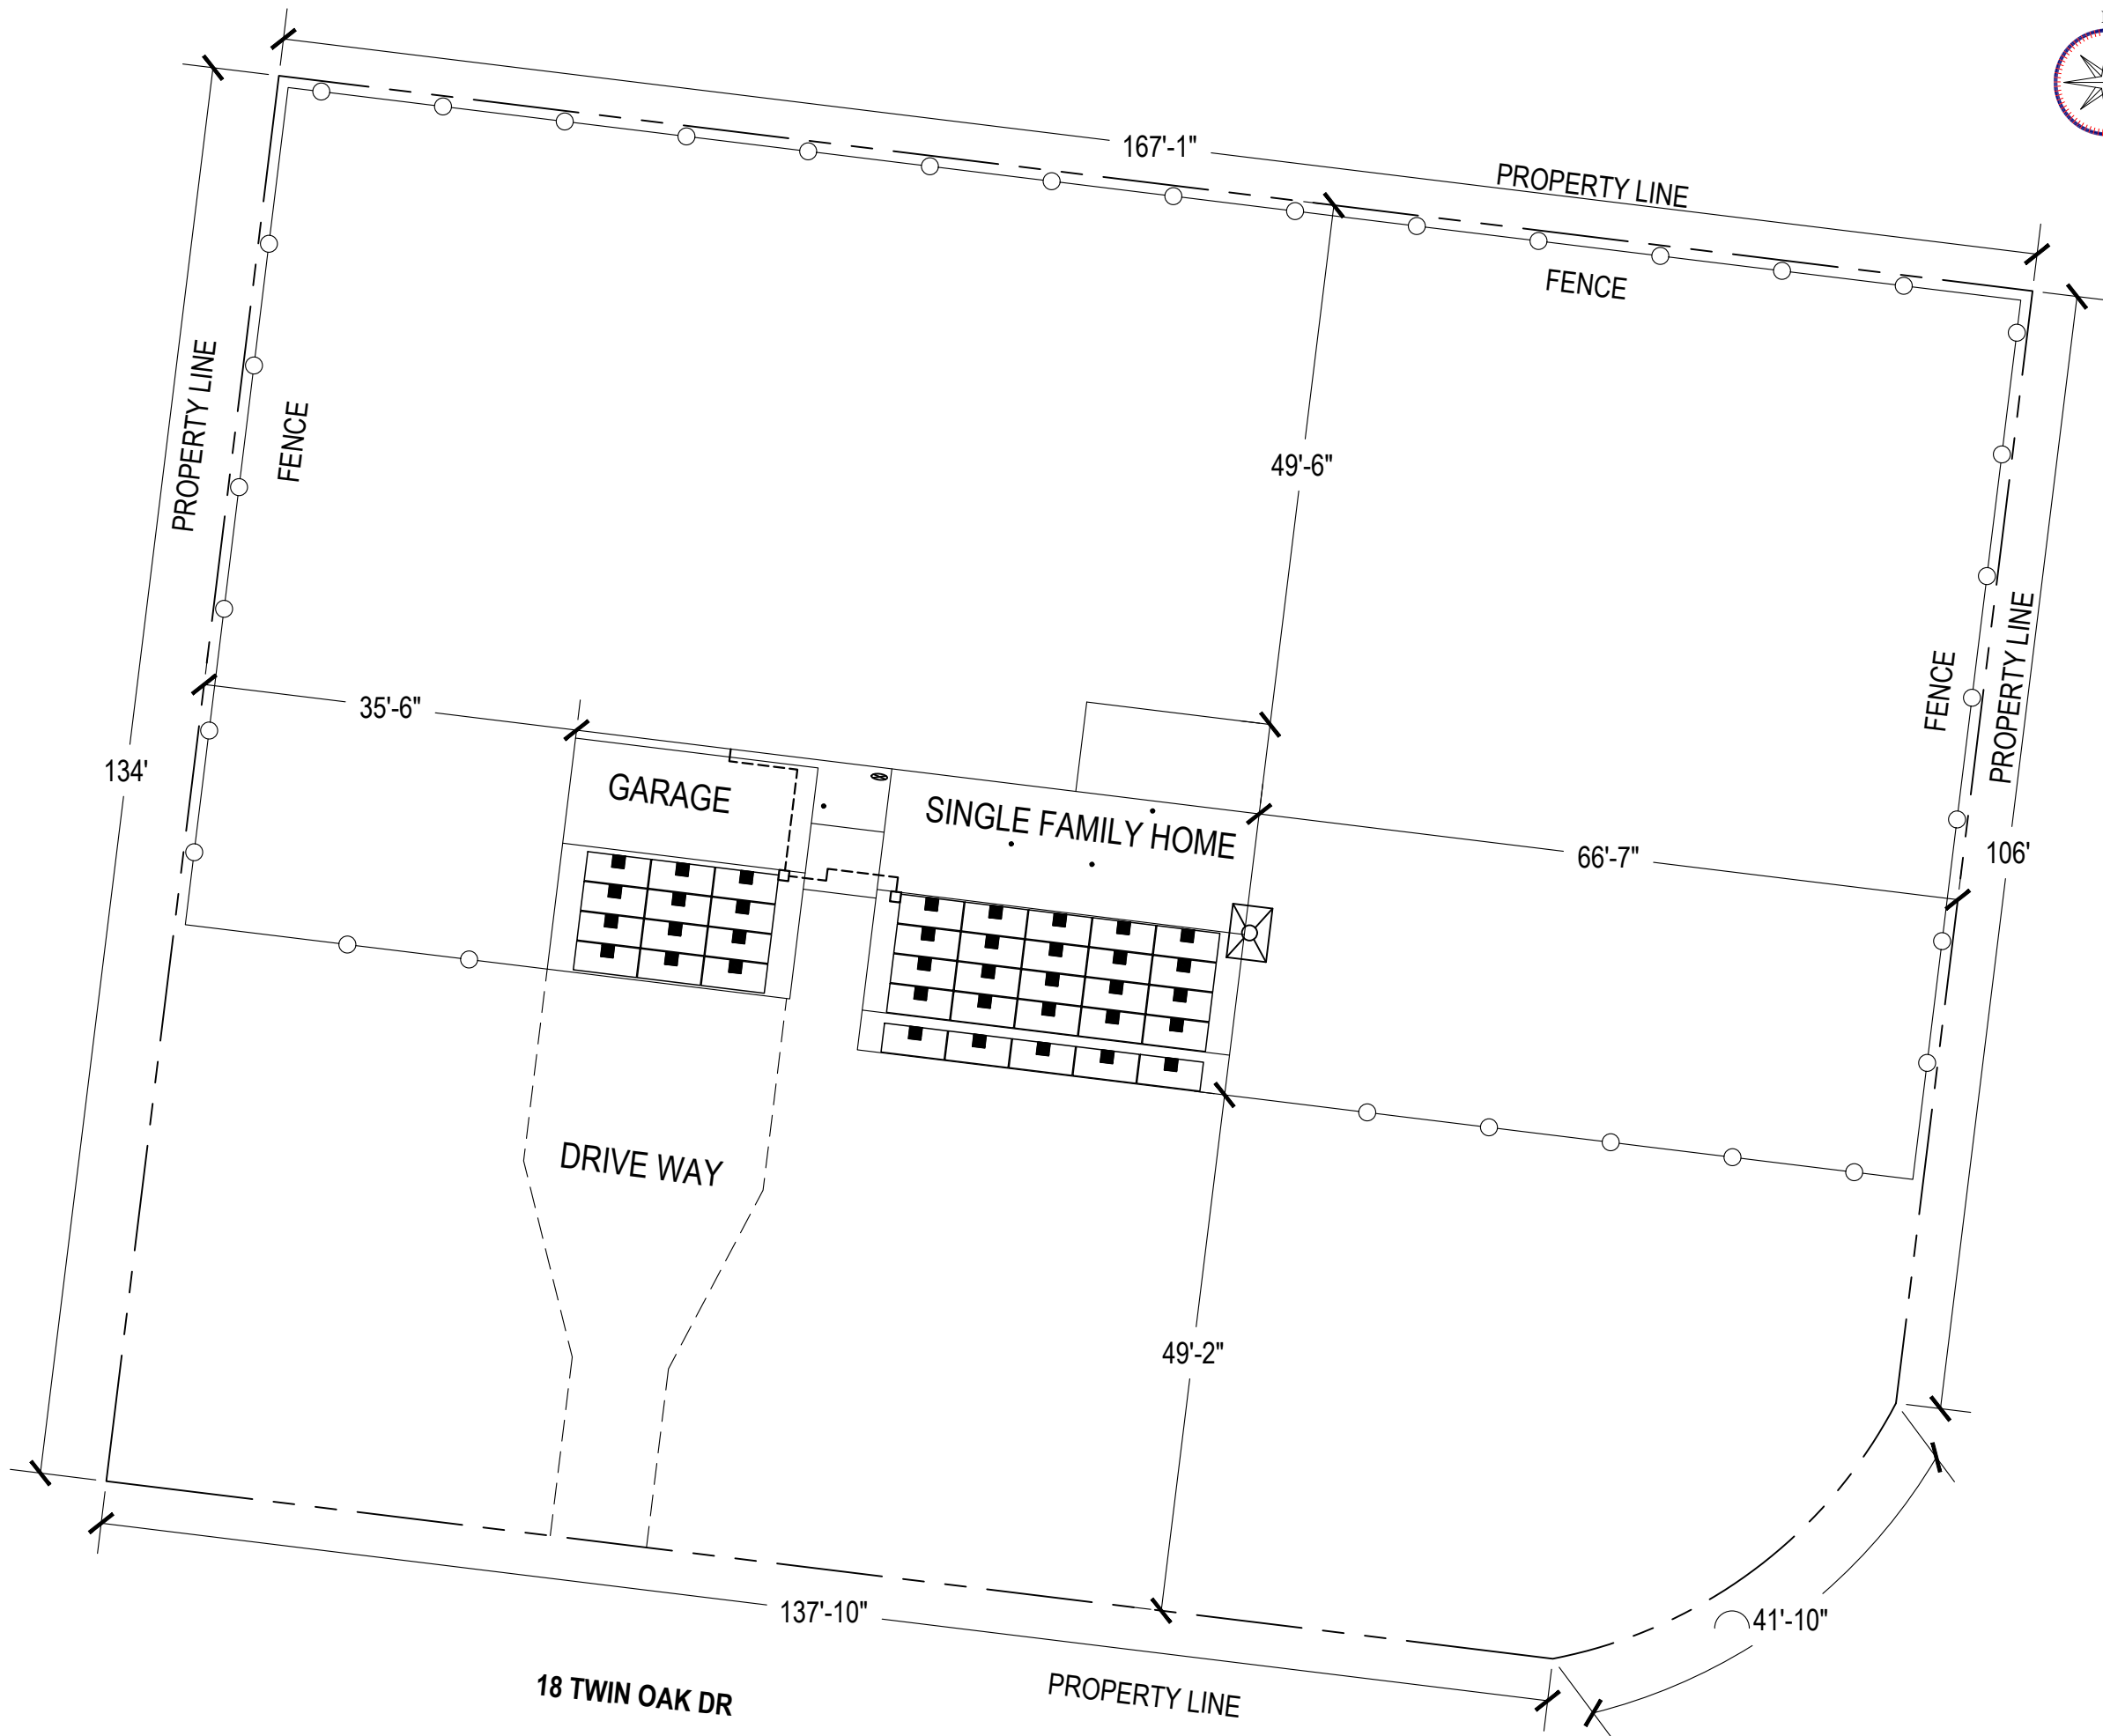 167'-1"
PROPERTY LINE
FENCE
PROPERTY LINE
FENCE
49'-6"
35'-6"
134'
GARAGE
SINGLE FAMILY HOME
66'-7"
FENCE
PROPERTY LINE
106'
DRIVE WAY
49'-2"
137'-10"
41'-10"
18 TWIN OAK DR
PROPERTY LINE